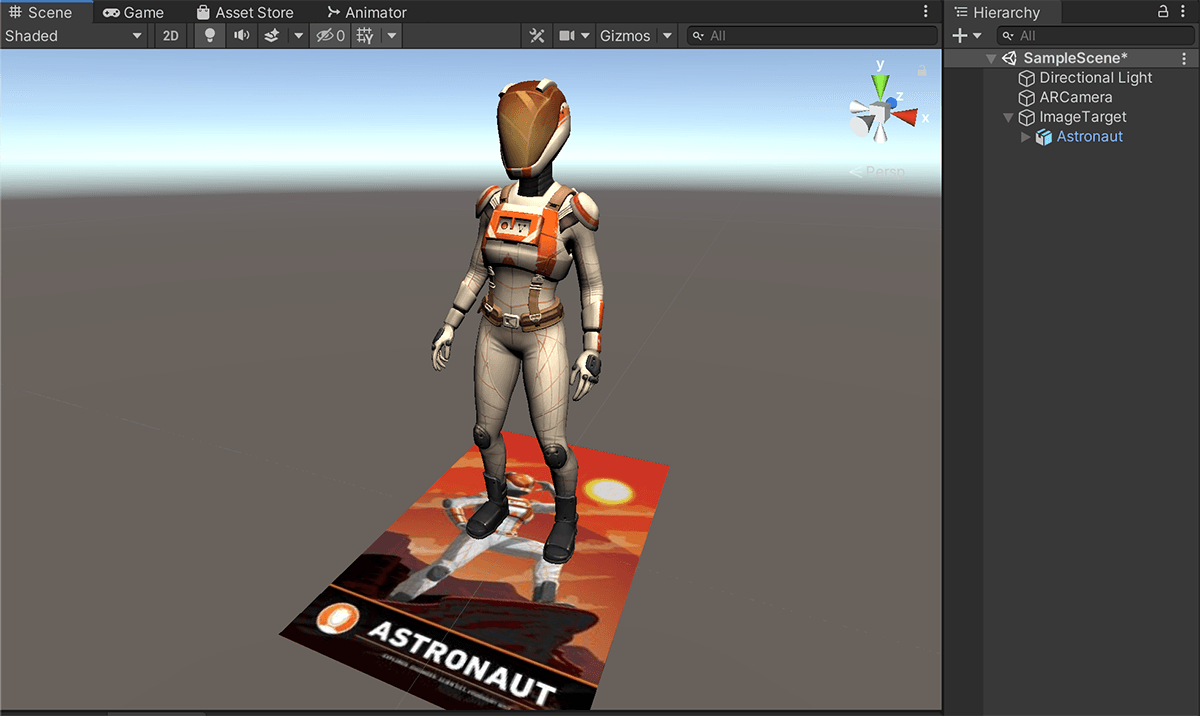 Scene Game Asset Store Animator
Shaded 2D 0 Gizmos All
y
z
x
Persp
ASTRONAUT
Hierarchy
All
SampleScene*
Directional Light
ARCamera
ImageTarget
Astronaut